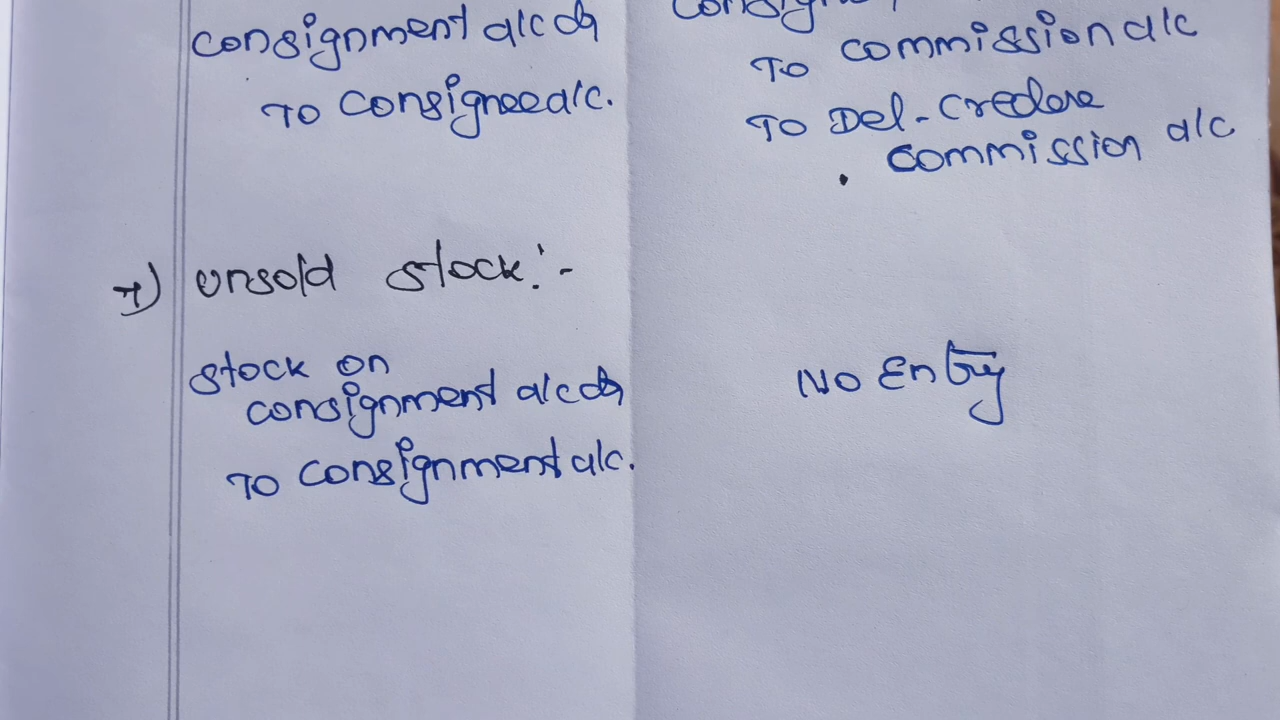 consignment a/c dr
To consignee a/c.
To commission a/c
To Del-credere
commission a/c
7) unsold stock:-
stock on
consignment a/c dr
To consignment a/c.
No Entry